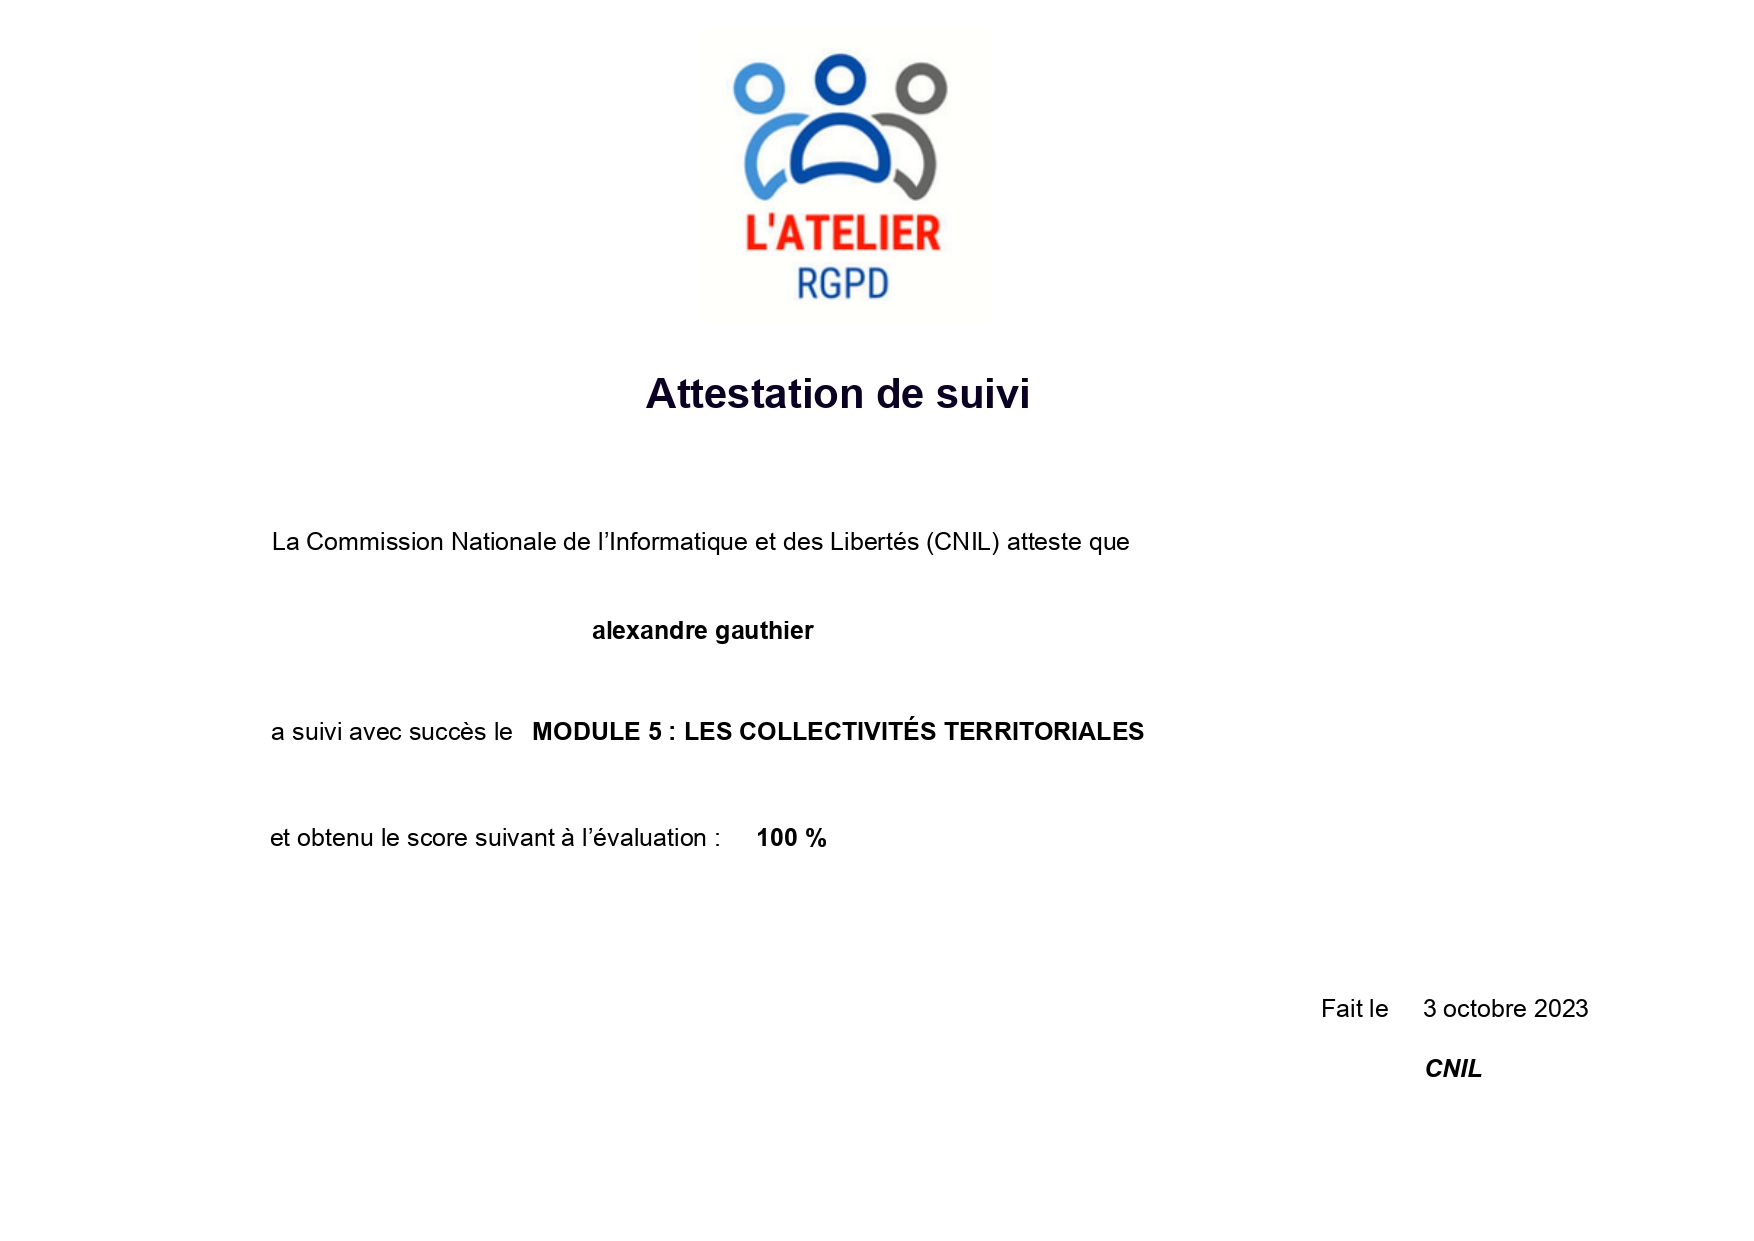 L'ATELIER
RGPD
Attestation de suivi
La Commission Nationale de l’Informatique et des Libertés (CNIL) atteste que
alexandre gauthier
a suivi avec succès le MODULE 5 : LES COLLECTIVITÉS TERRITORIALES
et obtenu le score suivant à l’évaluation : 100 %
Fait le 3 octobre 2023
CNIL